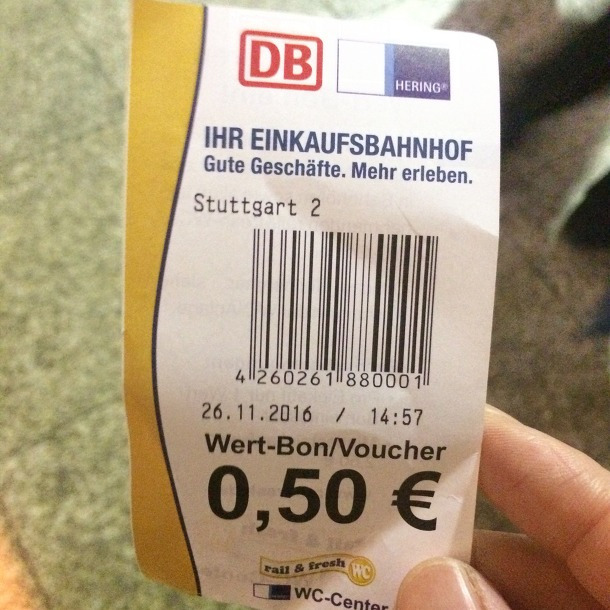 DB
HERING®
IHR EINKAUFSBAHNHOF
Gute Geschäfte. Mehr erleben.
Stuttgart 2
4 260261 880001
26.11.2016 / 14:57
Wert-Bon/Voucher
0,50 €
rail & fresh WC
WC-Center